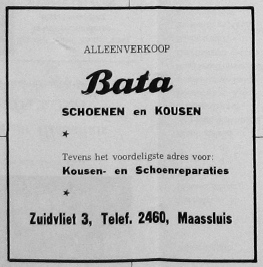 ALLEENVERKOOP
Bata
SCHOENEN en KOUSEN
*
Tevens het voordeligste adres voor:
Kousen- en Schoenreparaties
*
Zuidvliet 3, Telef. 2460, Maassluis